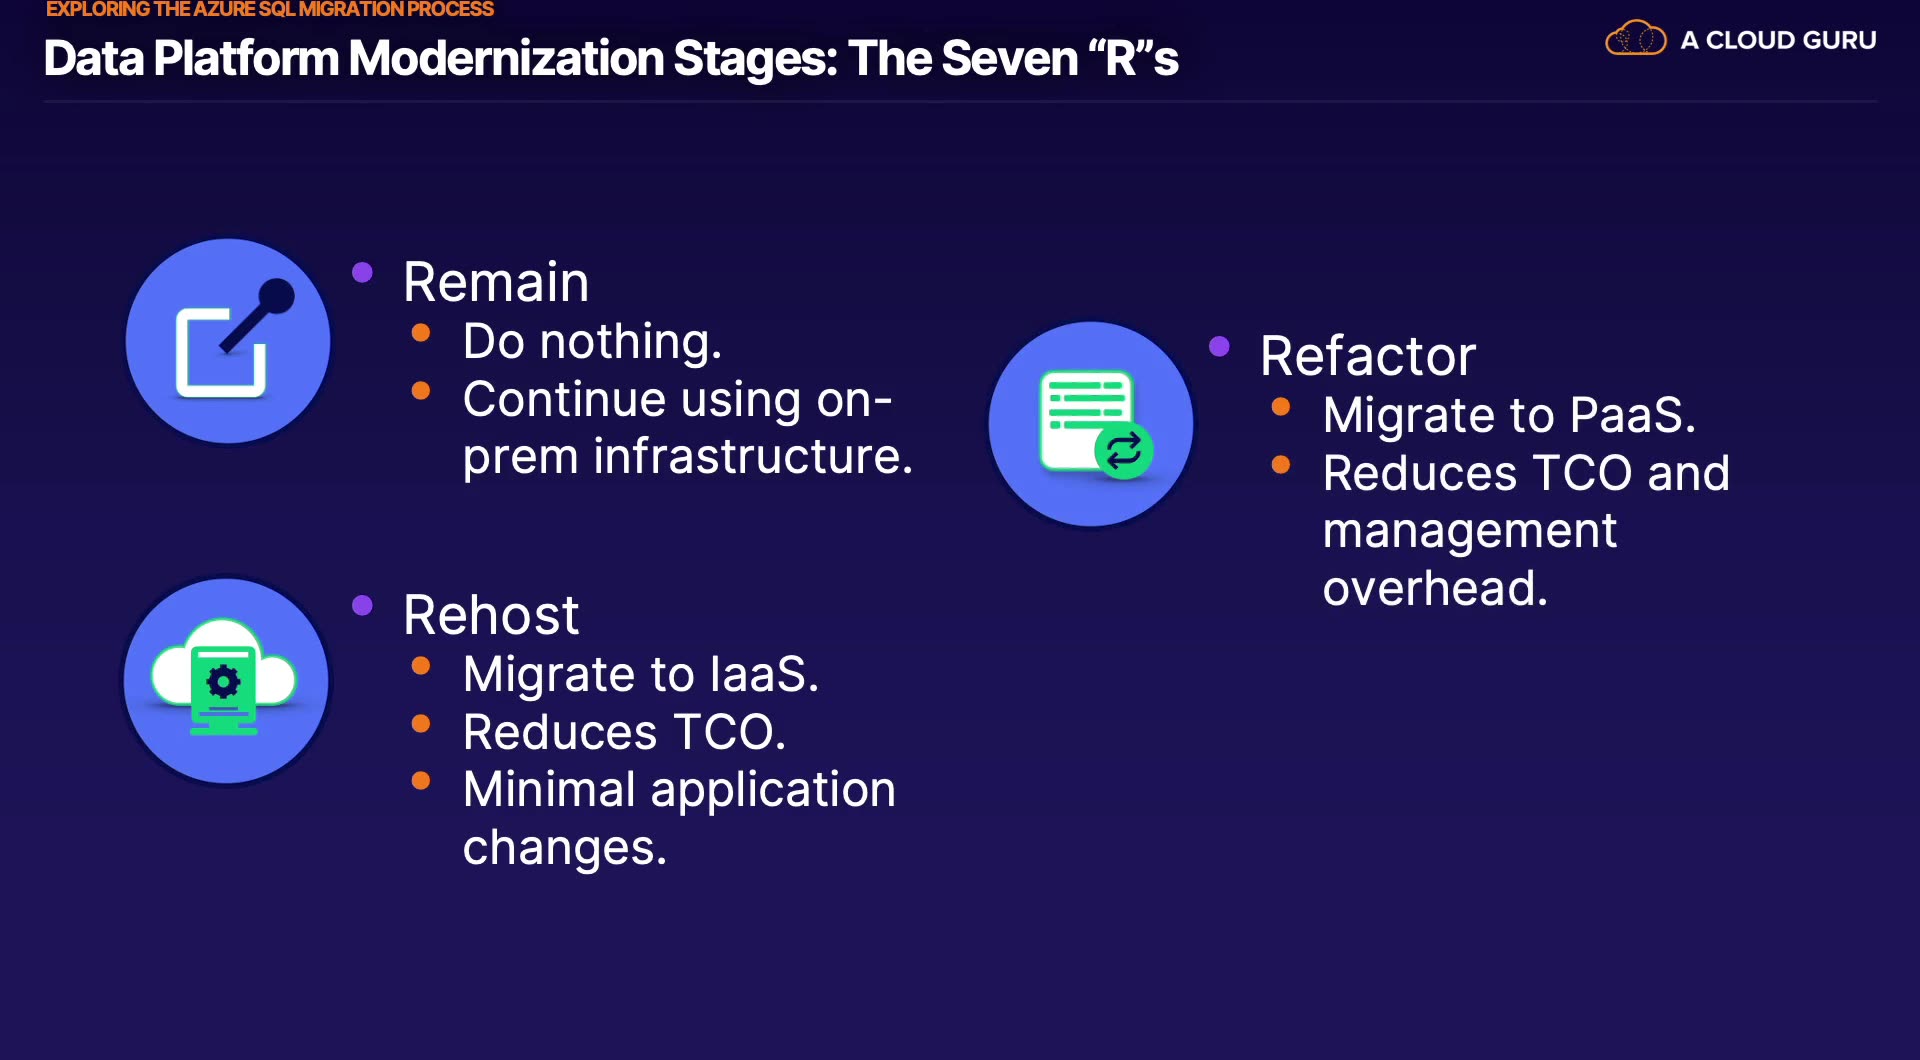 EXPLORING THE AZURE SQL MIGRATION PROCESS
Data Platform Modernization Stages: The Seven “R”s
A CLOUD GURU
Remain
Do nothing.
Continue using on-
prem infrastructure.
Rehost
Migrate to IaaS.
Reduces TCO.
Minimal application
changes.
Refactor
Migrate to PaaS.
Reduces TCO and
management
overhead.